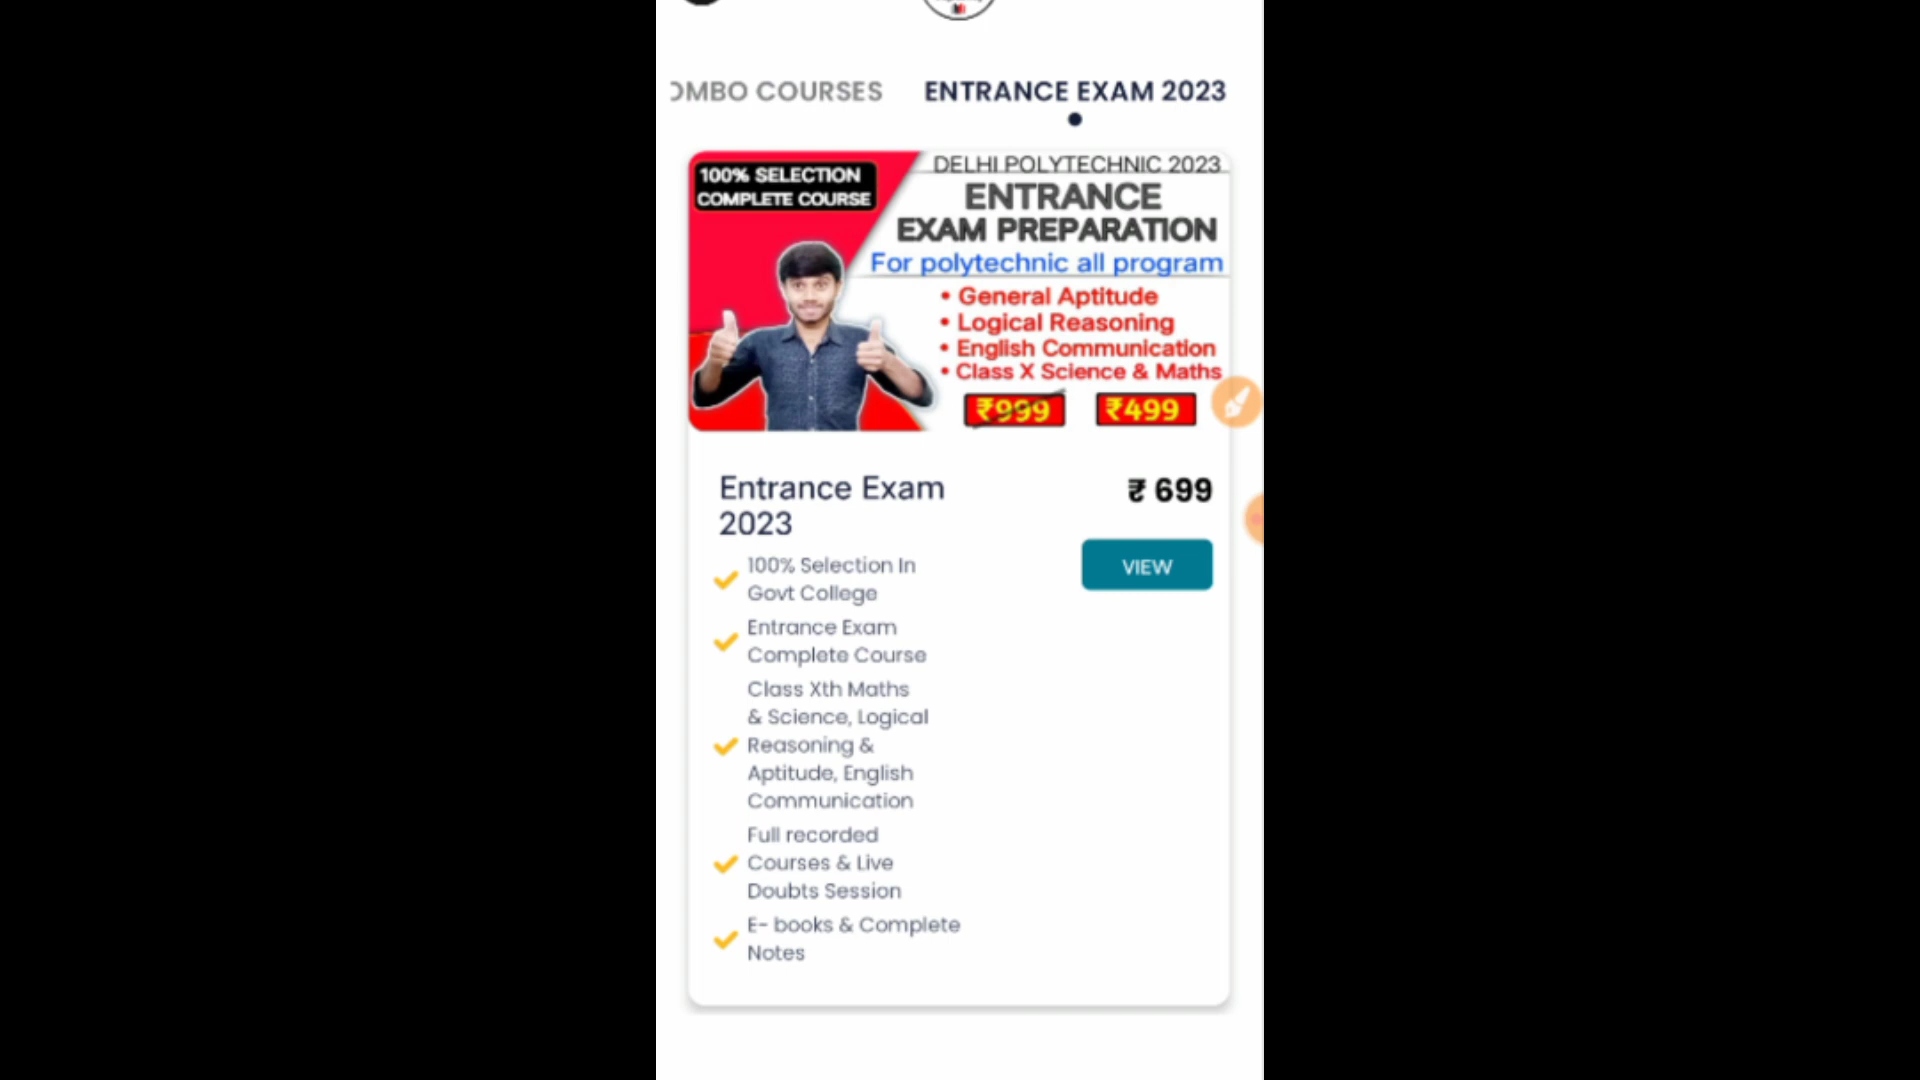 OMBO COURSES
ENTRANCE EXAM 2023
100% SELECTION
COMPLETE COURSE
DELHI POLYTECHNIC 2023
ENTRANCE
EXAM PREPARATION
For polytechnic all program
• General Aptitude
• Logical Reasoning
• English Communication
• Class X Science & Maths
₹999
₹499
Entrance Exam
2023
₹ 699
VIEW
100% Selection In
Govt College
Entrance Exam
Complete Course
Class Xth Maths
& Science, Logical
Reasoning &
Aptitude, English
Communication
Full recorded
Courses & Live
Doubts Session
E- books & Complete
Notes